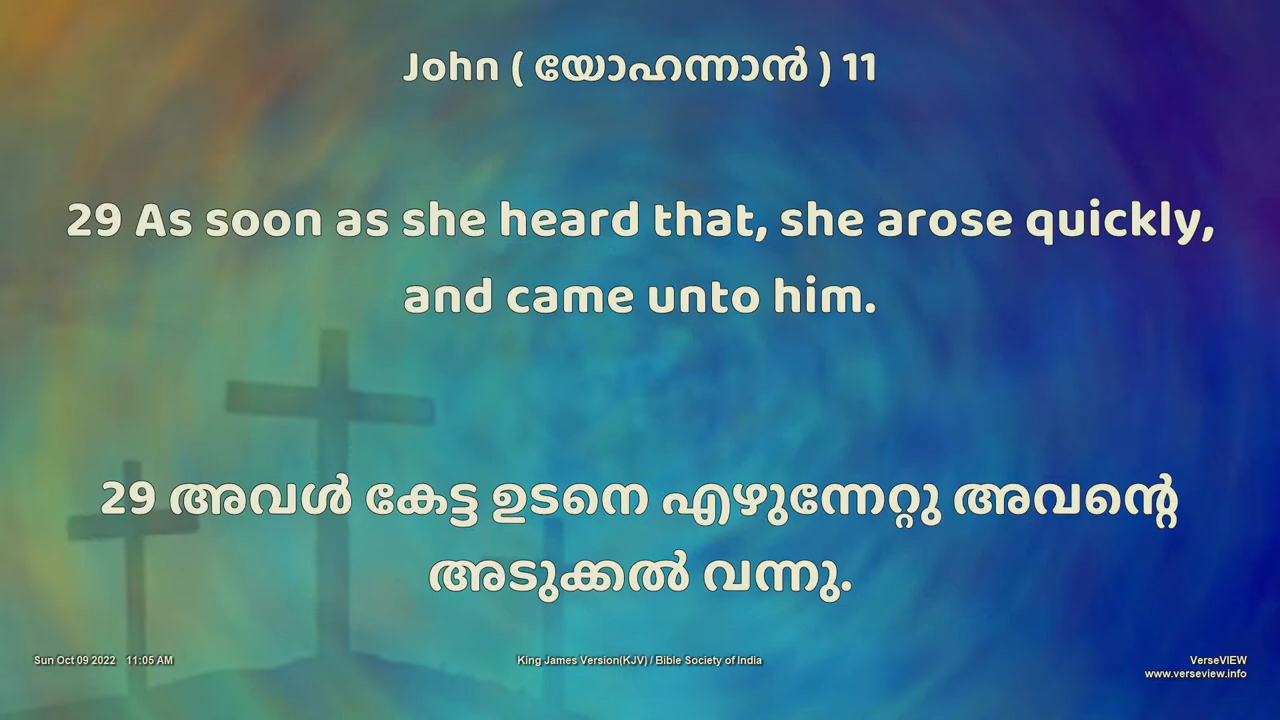 John ( യോഹന്നാൻ ) 11
29 As soon as she heard that, she arose quickly,
and came unto him.
29 അവൾ കേട്ട ഉടനെ എഴുന്നേറ്റു അവന്റെ
അടുക്കൽ വന്നു.
Sun Oct 09 2022 11:05 AM
King James Version(KJV) / Bible Society of India
VerseVIEW
www.verseview.info